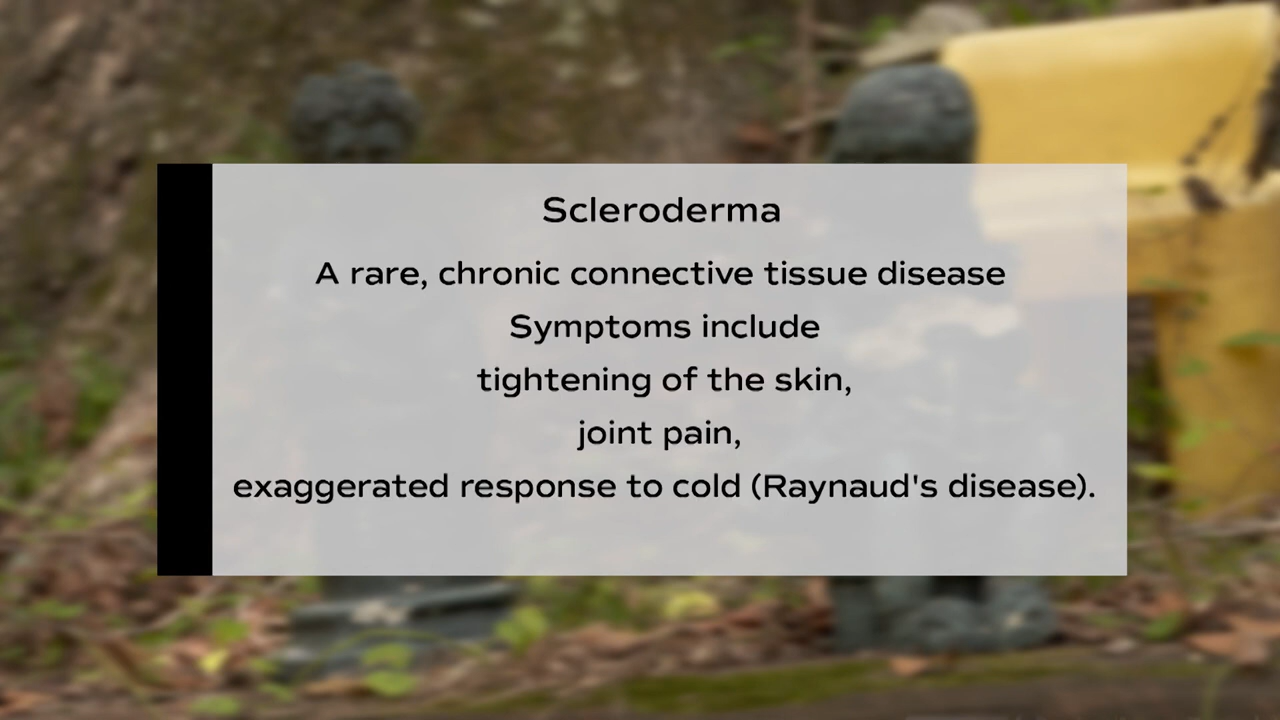 Scleroderma
A rare, chronic connective tissue disease
Symptoms include
tightening of the skin,
joint pain,
exaggerated response to cold (Raynaud's disease).